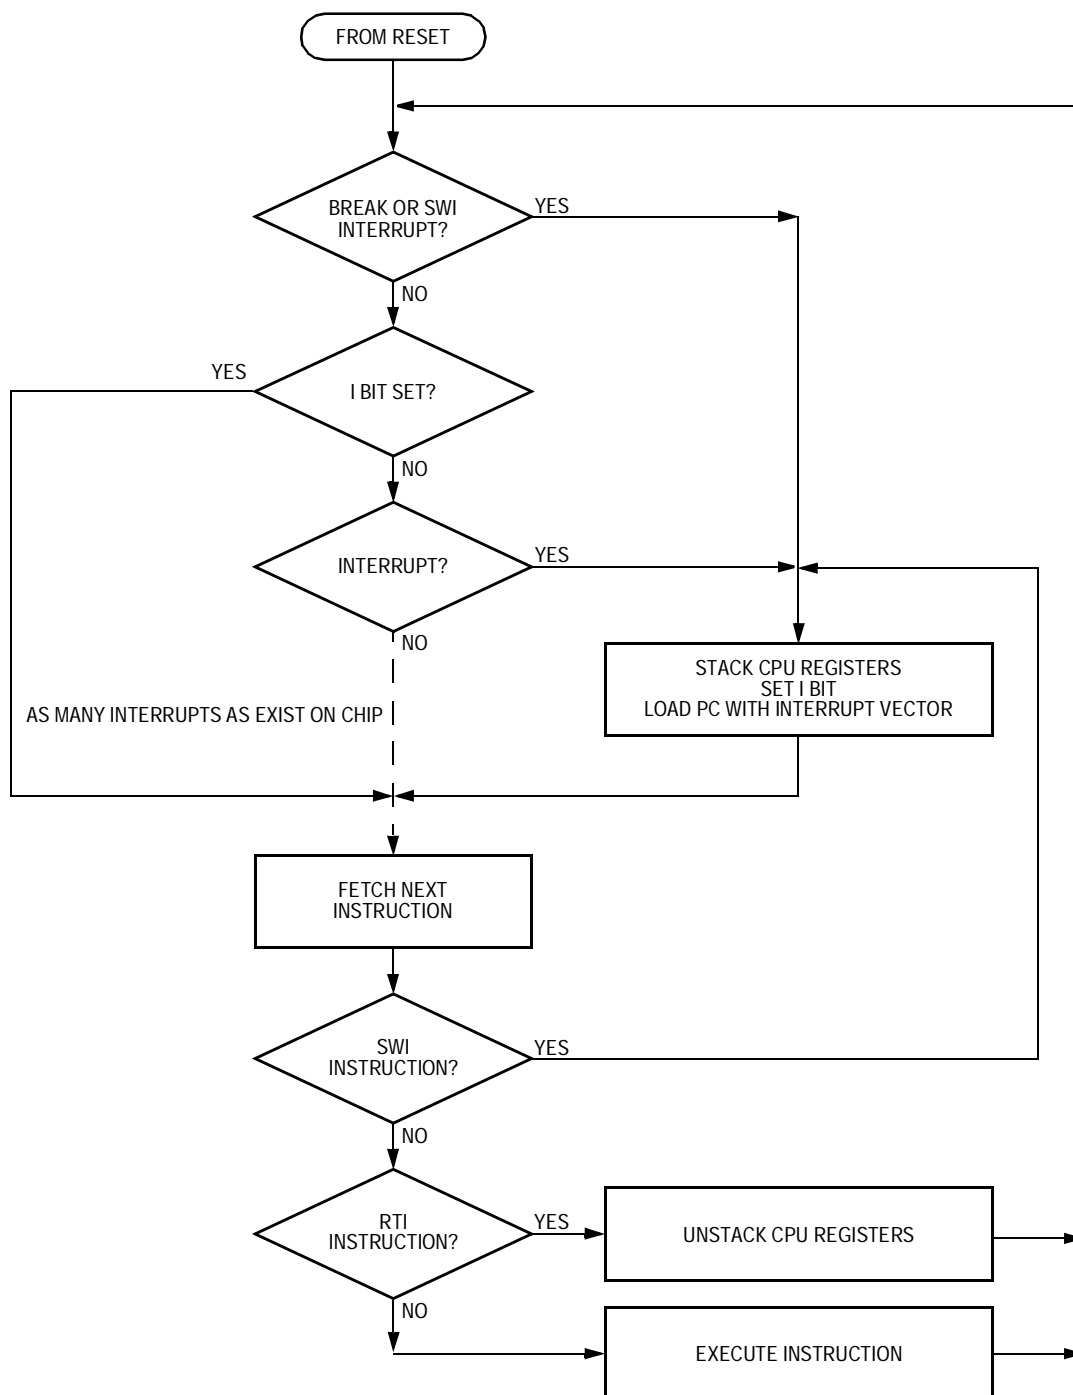 FROM RESET
BREAK OR SWI
INTERRUPT?
YES
NO
YES
I BIT SET?
NO
INTERRUPT?
YES
NO
STACK CPU REGISTERS
SET I BIT
LOAD PC WITH INTERRUPT VECTOR
AS MANY INTERRUPTS AS EXIST ON CHIP
FETCH NEXT
INSTRUCTION
SWI
INSTRUCTION?
YES
NO
RTI
INSTRUCTION?
YES
UNSTACK CPU REGISTERS
NO
EXECUTE INSTRUCTION